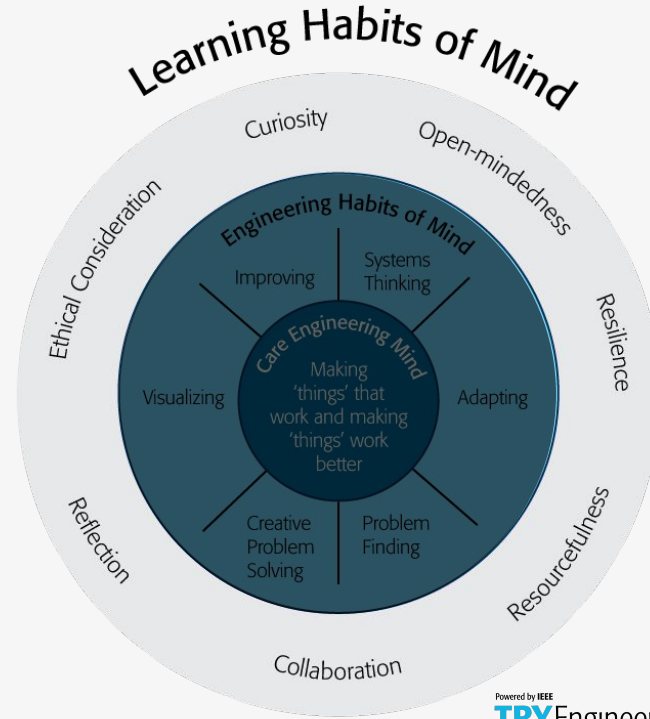 Learning Habits of Mind
Curiosity
Open-mindedness
Ethical Consideration
Resilience
Reflection
Resourcefulness
Collaboration
Engineering Habits of Mind
Improving
Systems
Thinking
Visualizing
Adapting
Creative
Problem
Solving
Problem
Finding
Care Engineering Mind
Making
‘things’ that
work and making
‘things’ work
better
Powered by IEEE
TRY